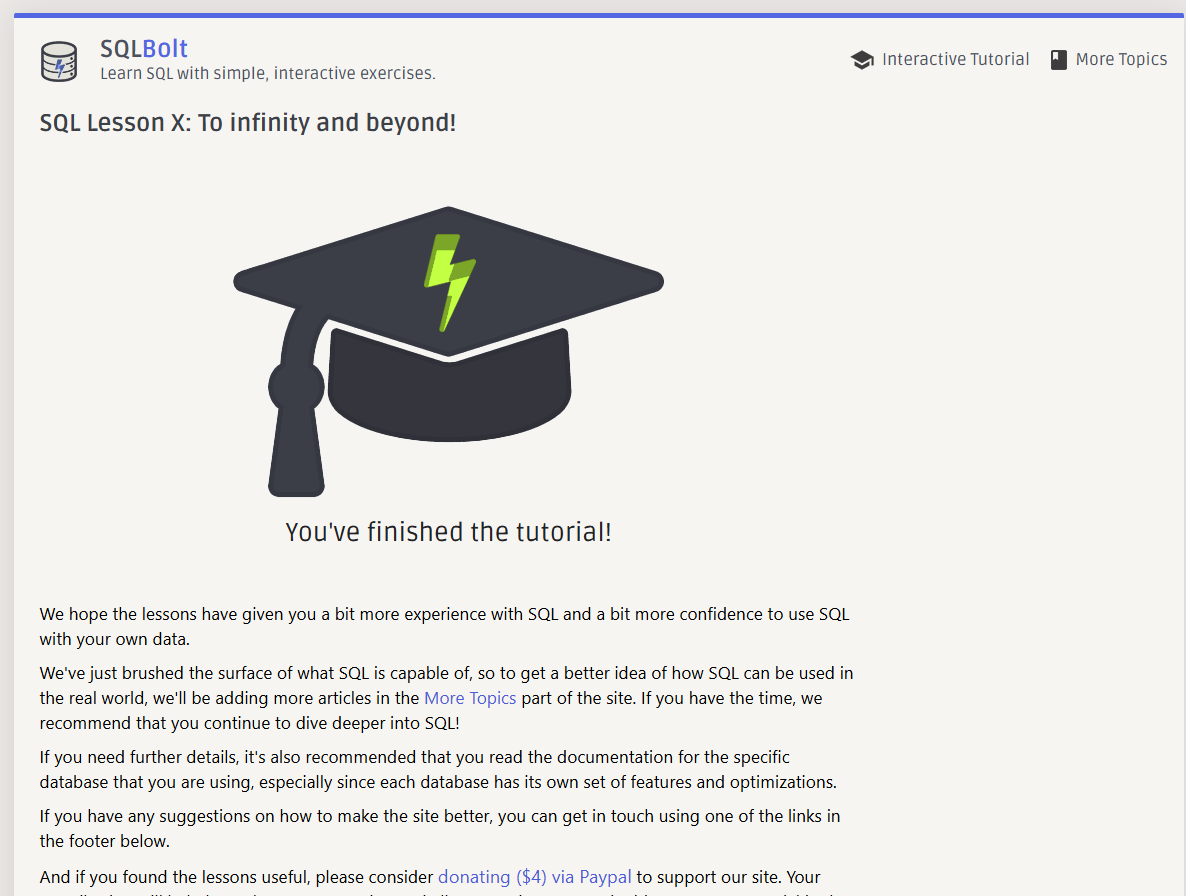 SQLBolt
Learn SQL with simple, interactive exercises.
Interactive Tutorial
More Topics
SQL Lesson X: To infinity and beyond!
You've finished the tutorial!
We hope the lessons have given you a bit more experience with SQL and a bit more confidence to use SQL
with your own data.
We've just brushed the surface of what SQL is capable of, so to get a better idea of how SQL can be used in
the real world, we'll be adding more articles in the More Topics part of the site. If you have the time, we
recommend that you continue to dive deeper into SQL!
If you need further details, it's also recommended that you read the documentation for the specific
database that you are using, especially since each database has its own set of features and optimizations.
If you have any suggestions on how to make the site better, you can get in touch using one of the links in
the footer below.
And if you found the lessons useful, please consider donating ($4) via Paypal to support our site. Your